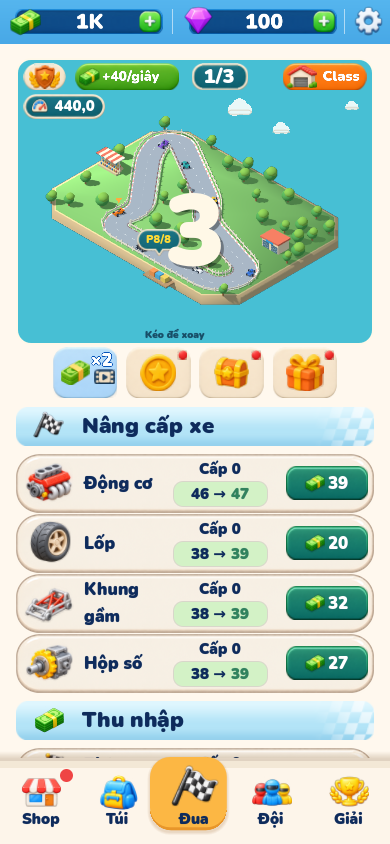 1K
100
+40/giây
1/3
Class
440,0
3
P8/8
Kéo để xoay
x2
Nâng cấp xe
Động cơ
Cấp 0
46 → 47
39
Lốp
Cấp 0
38 → 39
20
Khung gầm
Cấp 0
38 → 39
32
Hộp số
Cấp 0
38 → 39
27
Thu nhập
Shop
Túi
Đua
Đội
Giải